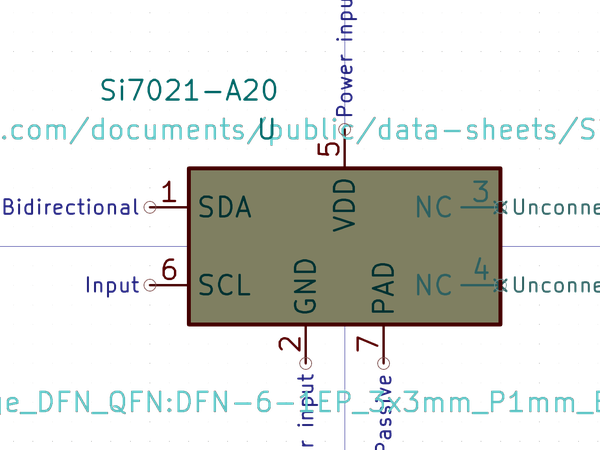 Power inpu
Si7021-A20
.com/documents/public/data-sheets/S
U
5
Bidirectional 1 SDA VDD NC 3 Unconne
Input 6 SCL GND PAD NC 4 Unconne
2 7
ge_DFN_QFN:DFN-6-1EP_3x3mm_P1mm_E
r input Passive